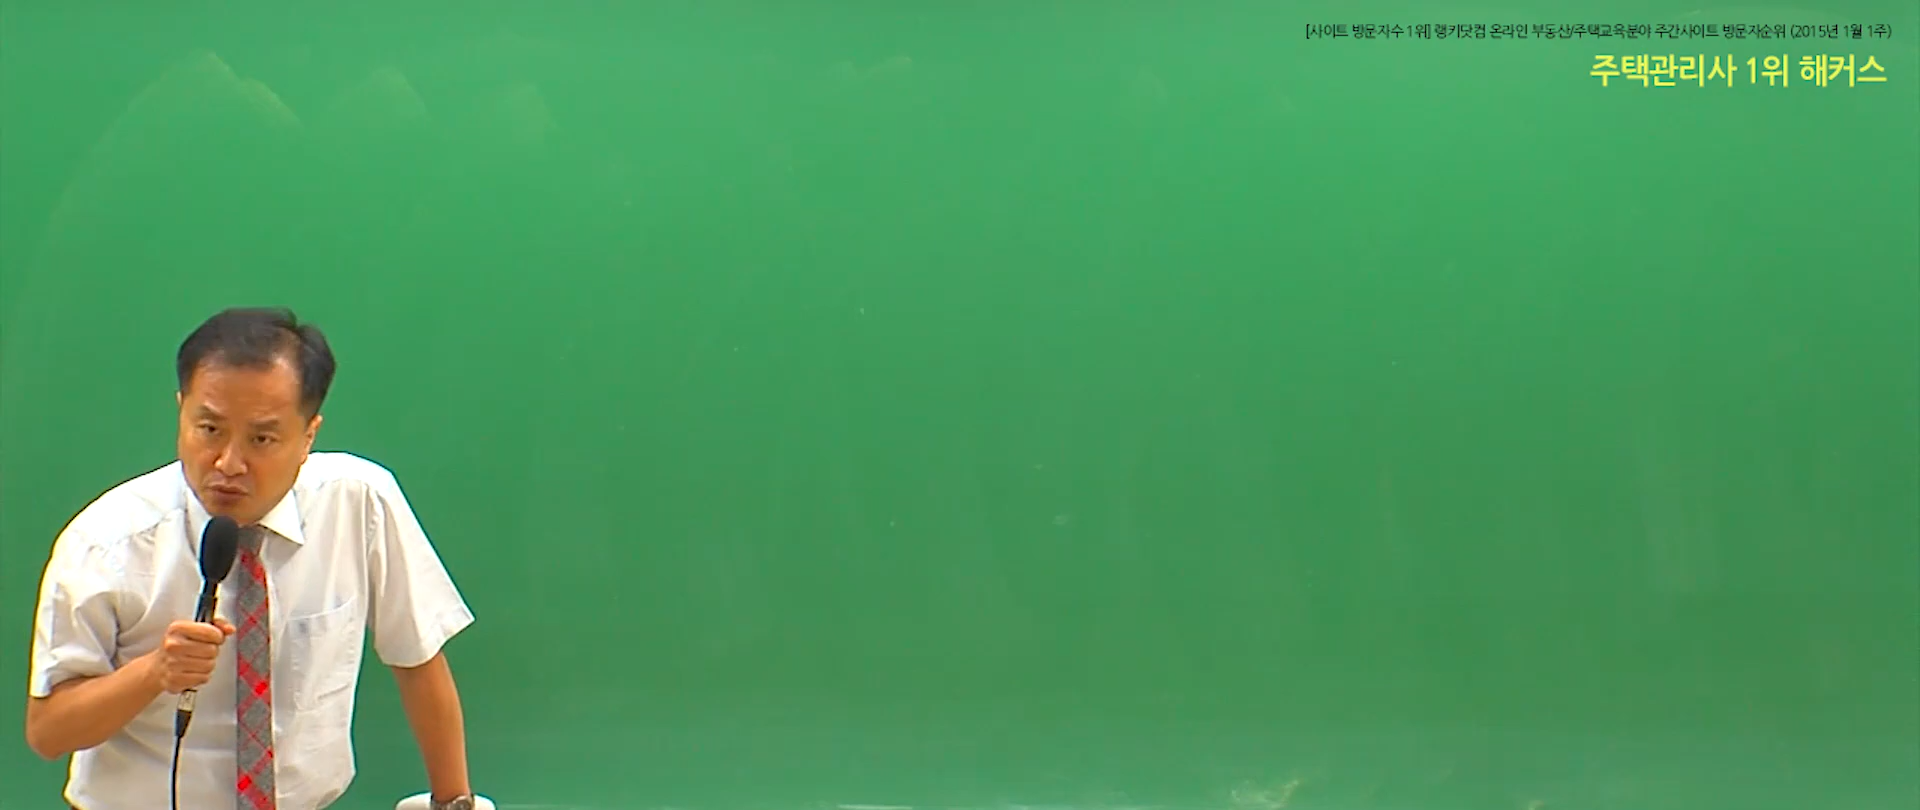 [사이트 방문자수 1위]랭키닷컴 온라인 부동산/주택교육분야 주간사이트 방문자순위 (2015년 1월 1주)
주택관리사 1위 해커스